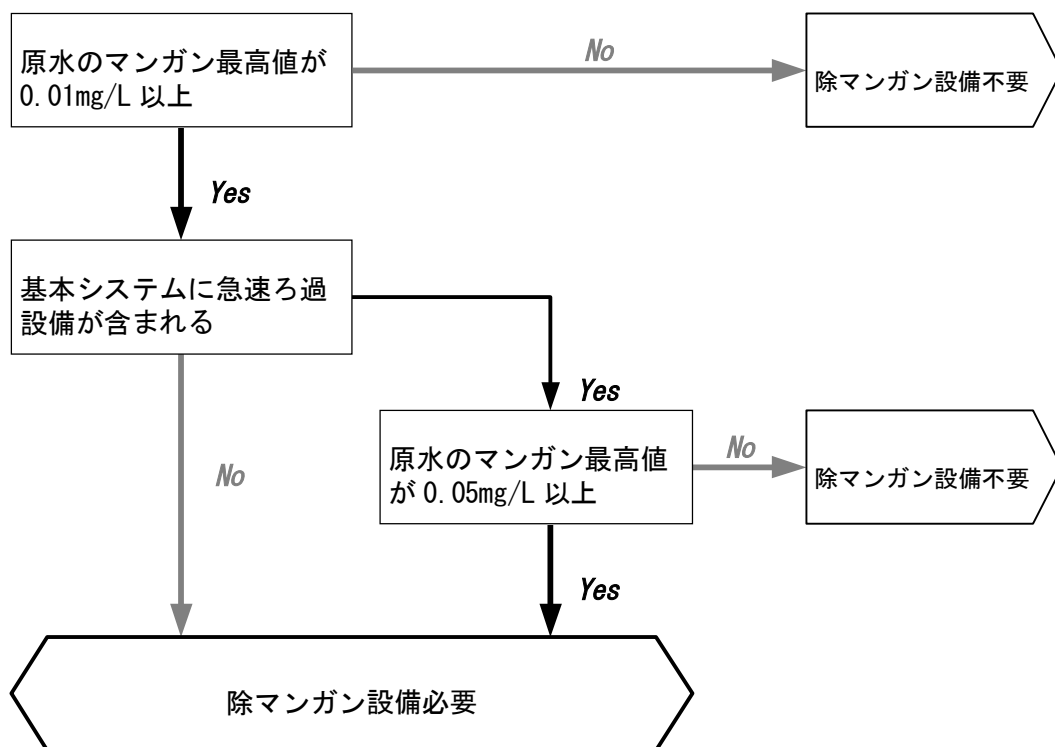 原水のマンガン最高値が
0.01mg/L 以上
No
除マンガン設備不要
Yes
基本システムに急速ろ過
設備が含まれる
Yes
No
原水のマンガン最高値
が 0.05mg/L 以上
No
除マンガン設備不要
Yes
除マンガン設備必要